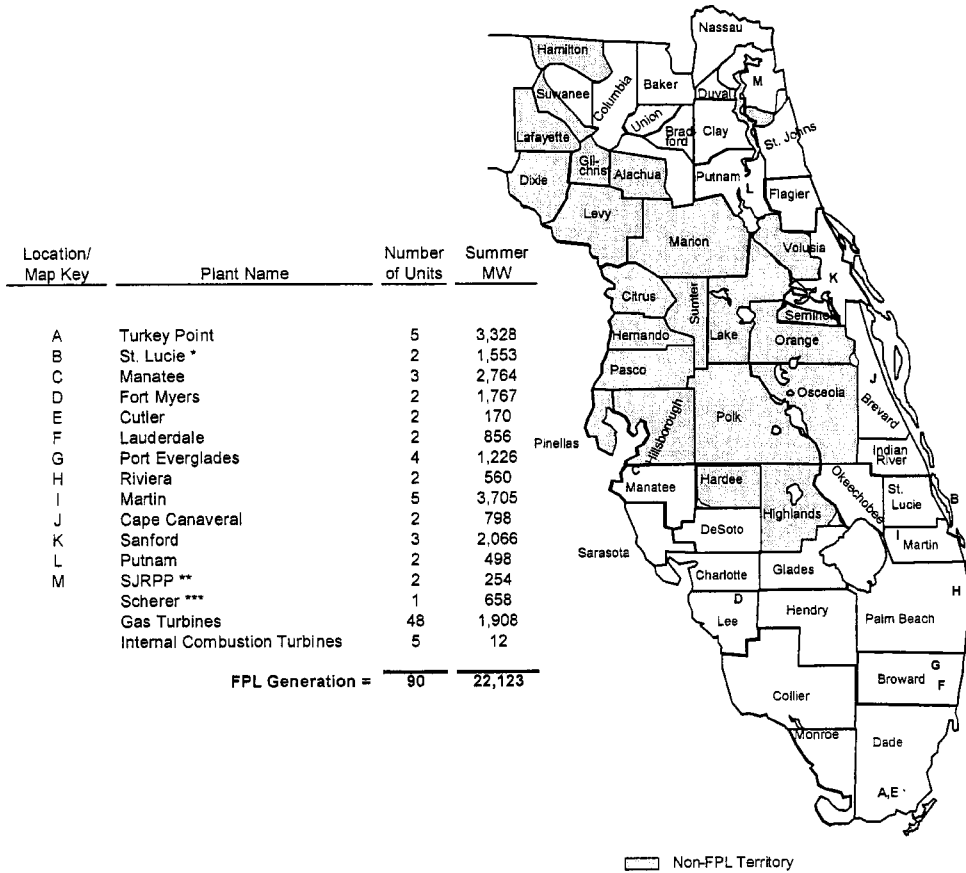 Location/ Number Summer
Map Key Plant Name of Units MW
A Turkey Point 5 3,328
B St. Lucie * 2 1,553
C Manatee 3 2,764
D Fort Myers 2 1,767
E Cutler 2 170
F Lauderdale 2 856
G Port Everglades 4 1,226
H Riviera 2 560
I Martin 5 3,705
J Cape Canaveral 2 798
K Sanford 3 2,066
L Putnam 2 498
M SJRPP ** 2 254
Scherer *** 1 658
Gas Turbines 48 1,908
Internal Combustion Turbines 5 12
FPL Generation = 90 22,123
Nassau
Hamilton
M
Baker
Duval
Suwanee
Columbia
Union
Brad-
ford
Clay
St. Johns
Lafayette
Gil-
christ
Alachua
Putnam
L
Dixie
Flagler
Levy
Marion
Volusia
K
Citrus
Sumter
Seminole
Hernando
Lake
Orange
Pasco
J
Brevard
Osceola
Polk
Pinellas
Hillsborough
Indian
River
C
Manatee
Hardee
Okeechobee
St.
Lucie
B
Highlands
DeSoto
I
Martin
Sarasota
Charlotte
Glades
H
D
Lee
Hendry
Palm Beach
G
Broward
F
Collier
Monroe
Dade
A,E
Non-FPL Territory